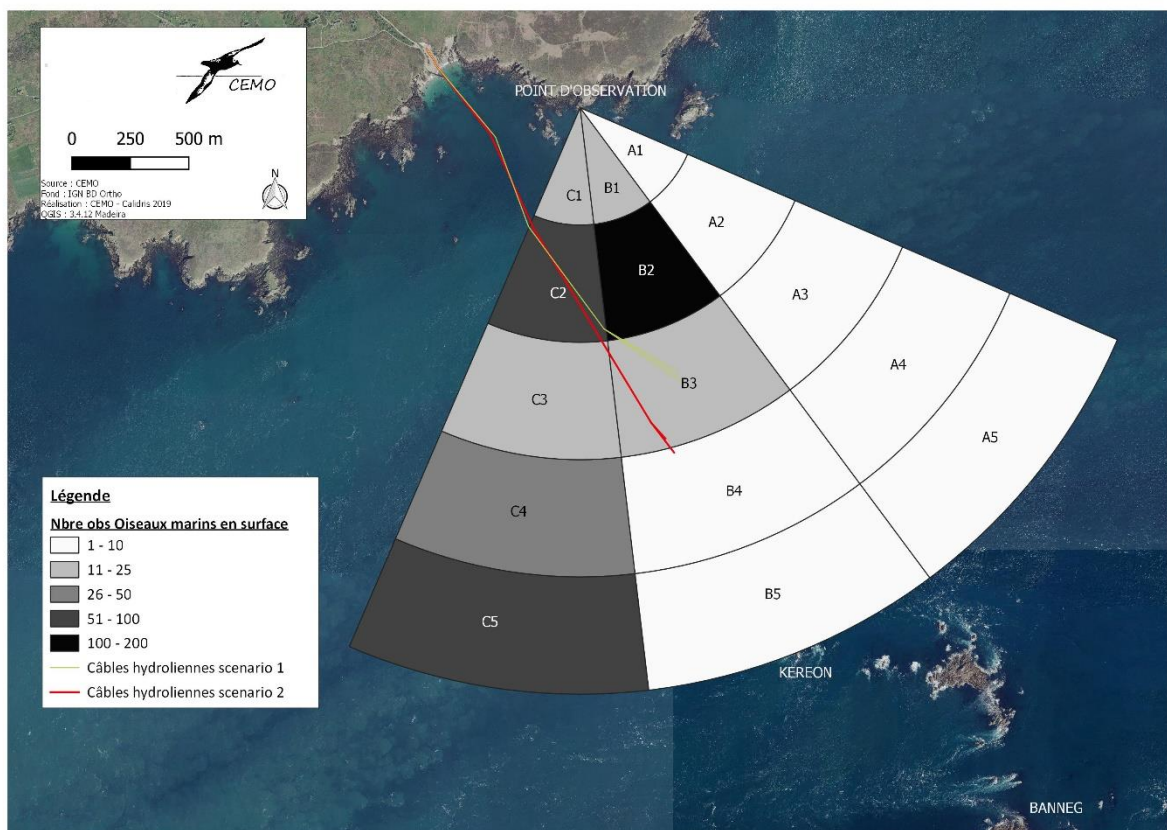 CEMO
0 250 500 m
Source : CEMO
Fond : IGN BD Ortho
Réalisation : CEMO - Calidris 2019
QGIS : 3.4.12 Madeira
N
POINT D'OBSERVATION
A1
C1
B1
A2
B2
C2
A3
B3
A4
C3
A5
B4
C4
B5
C5
KEREON
BANNEG
Légende
Nbre obs Oiseaux marins en surface
1 - 10
11 - 25
26 - 50
51 - 100
100 - 200
Câbles hydroliennes scenario 1
Câbles hydroliennes scenario 2